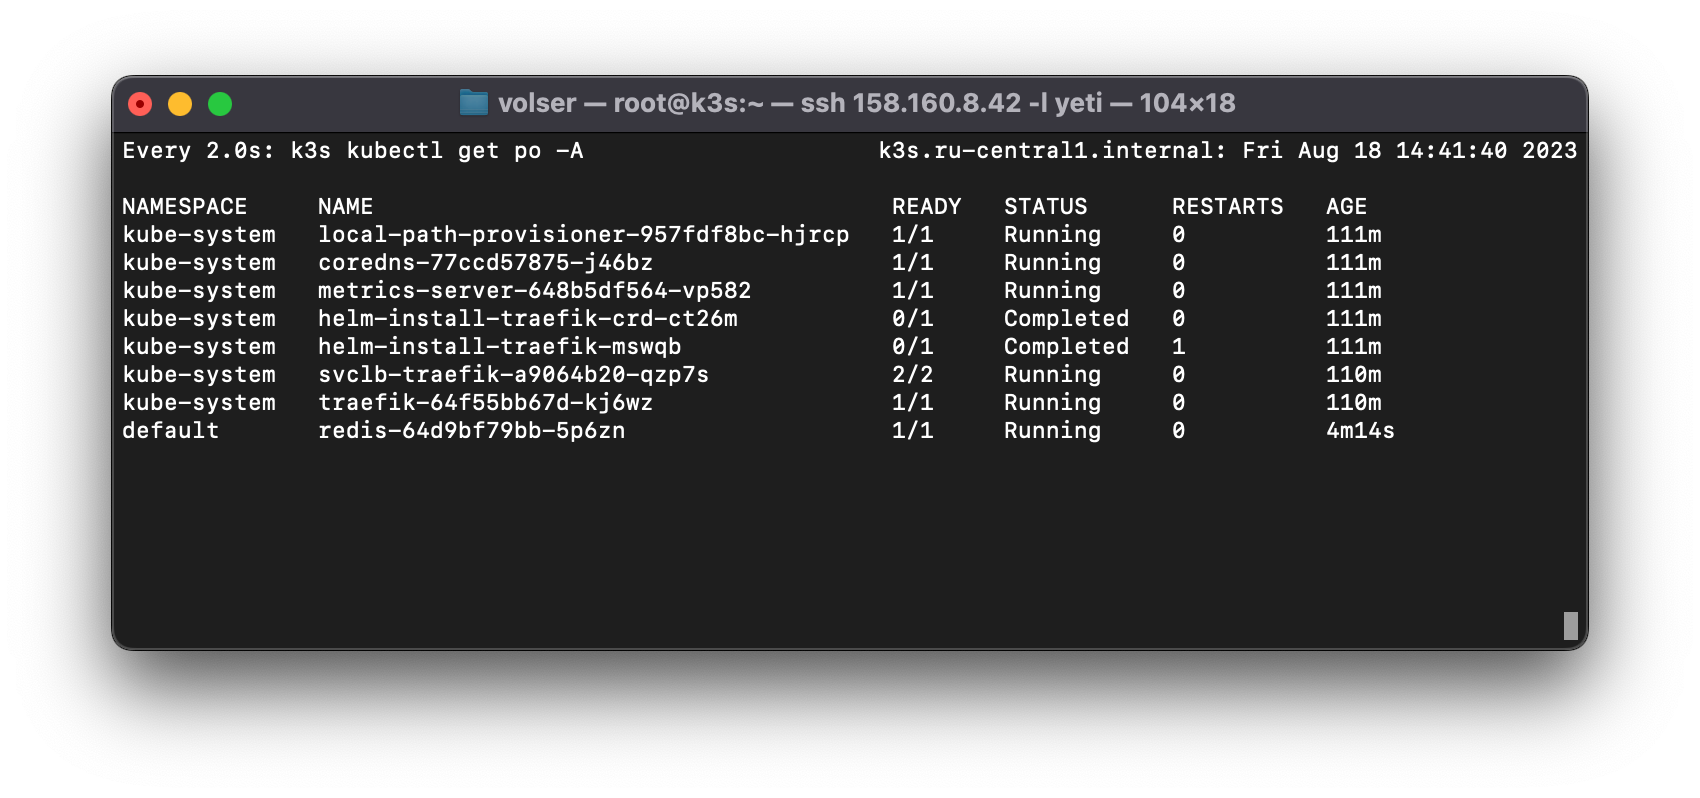 volser — root@k3s:~ — ssh 158.160.8.42 -l yeti — 104×18
Every 2.0s: k3s kubectl get po -A                     k3s.ru-central1.internal: Fri Aug 18 14:41:40 2023
NAMESPACE     NAME                                     READY   STATUS      RESTARTS   AGE
kube-system   local-path-provisioner-957fdf8bc-hjrcp   1/1     Running     0          111m
kube-system   coredns-77ccd57875-j46bz                 1/1     Running     0          111m
kube-system   metrics-server-648b5df564-vp582          1/1     Running     0          111m
kube-system   helm-install-traefik-crd-ct26m           0/1     Completed   0          111m
kube-system   helm-install-traefik-mswqb               0/1     Completed   1          111m
kube-system   svclb-traefik-a9064b20-qzp7s             2/2     Running     0          110m
kube-system   traefik-64f55bb67d-kj6wz                 1/1     Running     0          110m
default       redis-64d9bf79bb-5p6zn                   1/1     Running     0          4m14s